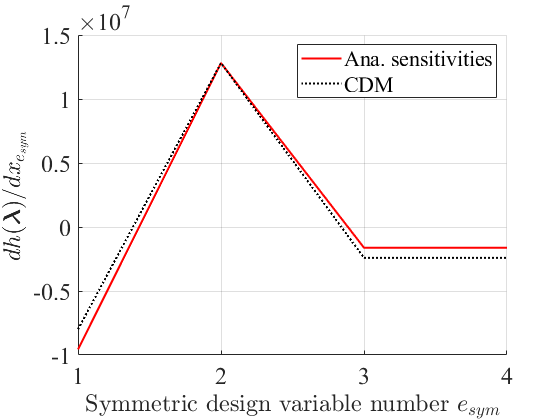 ×10⁷
1.5
1
0.5
0
-0.5
-1
dh(λ)/dx_{e_{sym}}
Ana. sensitivities
CDM
1 2 3 4
Symmetric design variable number e_{sym}